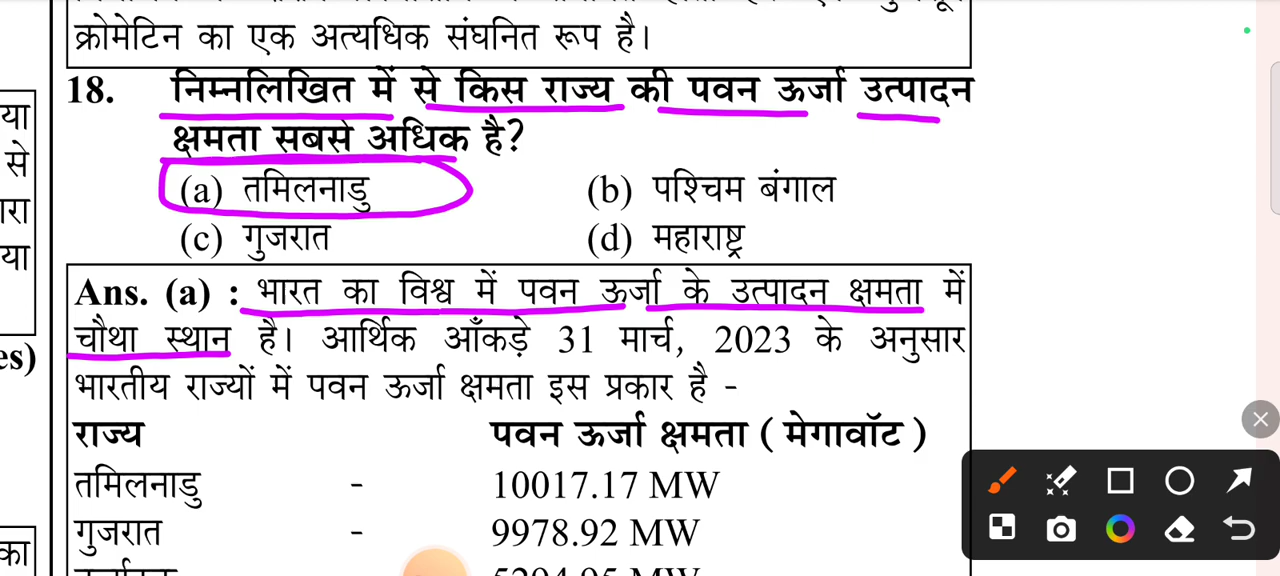 क्रोमेटिन का एक अत्यधिक संघनित रूप है।
18. निम्नलिखित में से किस राज्य की पवन ऊर्जा उत्पादन
क्षमता सबसे अधिक है?
(a) तमिलनाडु (b) पश्चिम बंगाल
(c) गुजरात (d) महाराष्ट्र
Ans. (a) : भारत का विश्व में पवन ऊर्जा के उत्पादन क्षमता में
चौथा स्थान है। आर्थिक आँकड़े 31 मार्च, 2023 के अनुसार
भारतीय राज्यों में पवन ऊर्जा क्षमता इस प्रकार है -
राज्य पवन ऊर्जा क्षमता ( मेगावॉट )
तमिलनाडु - 10017.17 MW
गुजरात - 9978.92 MW
या
से
या
es)
का